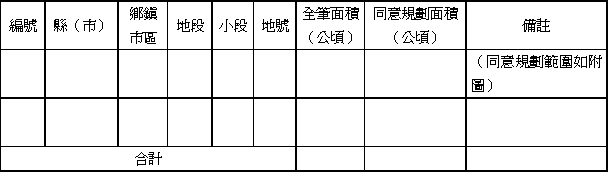 編號
縣（市）
鄉鎮
市區
地段
小段
地號
全筆面積
（公頃）
同意規劃面積
（公頃）
備註
（同意規劃範圍如附
圖）
合計